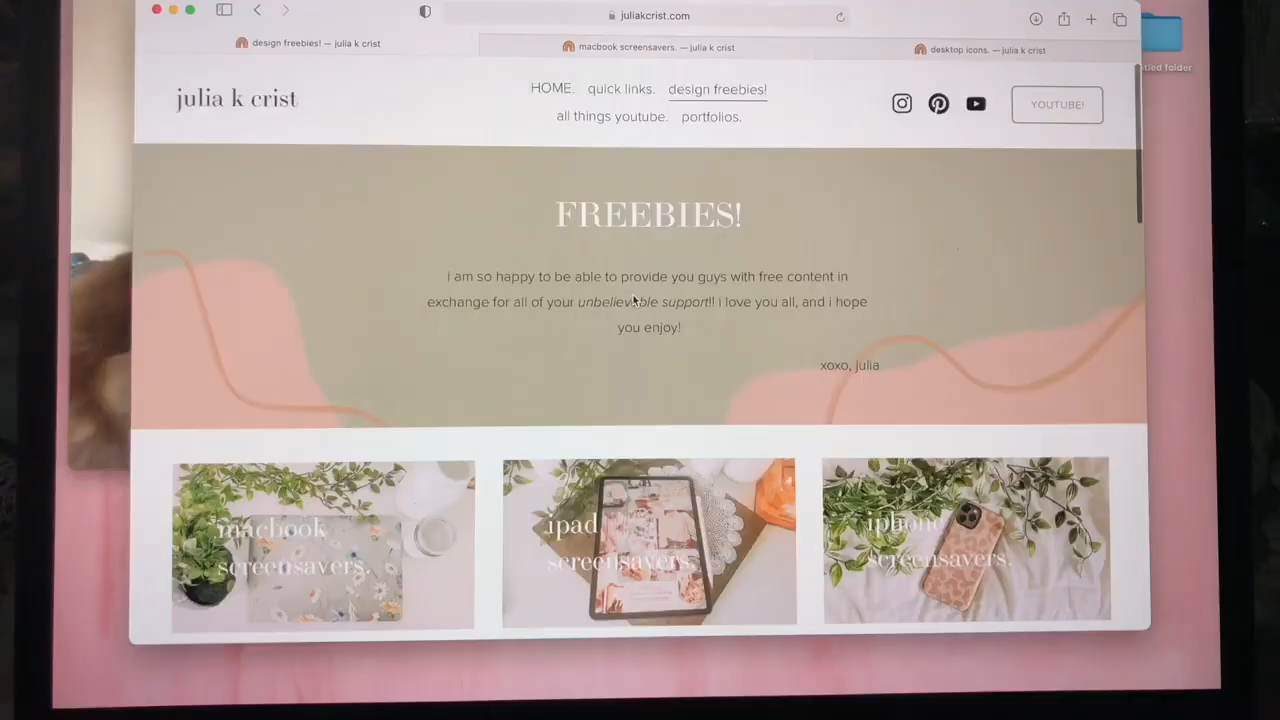 juliakcrist.com
design freebies! — julia k crist
macbook screensavers. — julia k crist
desktop icons. — julia k crist
julia k crist
HOME. quick links. design freebies!
all things youtube. portfolios.
YOUTUBE!
FREEBIES!
i am so happy to be able to provide you guys with free content in
exchange for all of your unbelievable support!! i love you all, and i hope
you enjoy!
xoxo, julia
macbook
screensavers.
ipad
screensavers.
iphone
screensavers.
folder